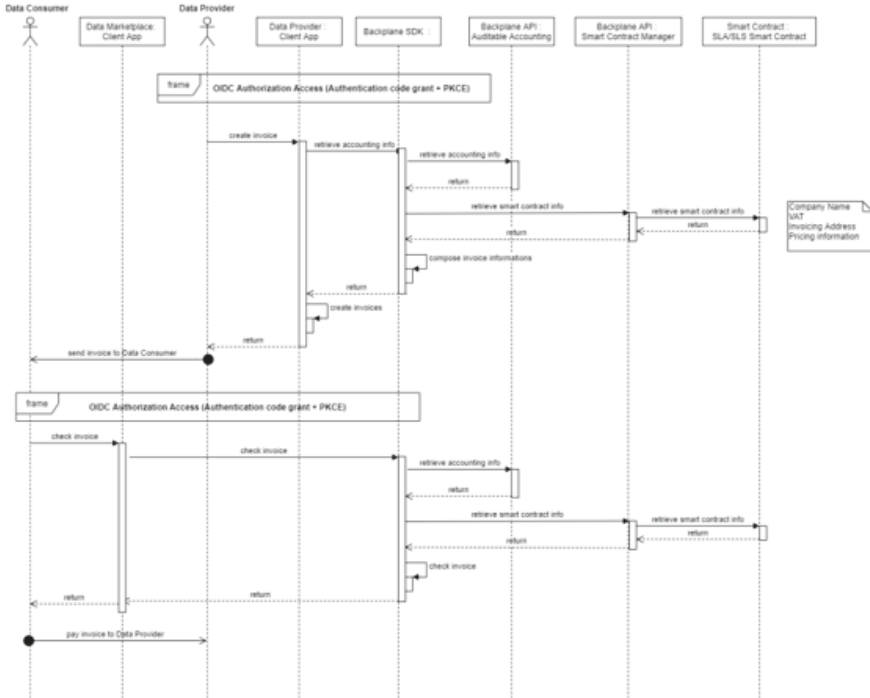 Data Consumer
Data Marketplace:
Client App
Data Provider
Data Provider :
Client App
Backplane SDK :
Backplane API :
Auditable Accounting
Backplane API :
Smart Contract Manager
Smart Contract :
SLA/SLS Smart Contract
frame
OIDC Authorization Access (Authentication code grant + PKCE)
create invoice
retrieve accounting info
retrieve accounting info
return
retrieve smart contract info
retrieve smart contract info
return
return
Company Name
VAT
Invoicing Address
Pricing information
compose invoice informations
return
create invoices
return
send invoice to Data Consumer
frame
OIDC Authorization Access (Authentication code grant + PKCE)
check invoice
check invoice
retrieve accounting info
return
retrieve smart contract info
retrieve smart contract info
return
return
check invoice
return
return
pay invoice to Data Provider